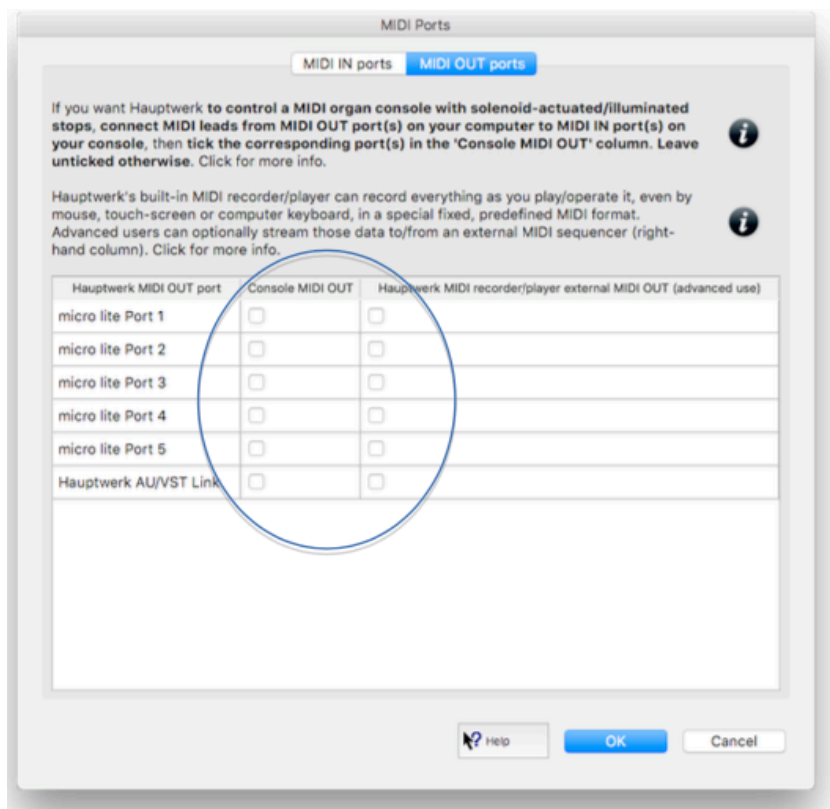 MIDI Ports
MIDI IN ports MIDI OUT ports
If you want Hauptwerk to control a MIDI organ console with solenoid-actuated/illuminated
stops, connect MIDI leads from MIDI OUT port(s) on your computer to MIDI IN port(s) on
your console, then tick the corresponding port(s) in the 'Console MIDI OUT' column. Leave
unticked otherwise. Click for more info.
Hauptwerk's built-in MIDI recorder/player can record everything as you play/operate it, even by
mouse, touch-screen or computer keyboard, in a special fixed, predefined MIDI format.
Advanced users can optionally stream those data to/from an external MIDI sequencer (right-
hand column). Click for more info.
Hauptwerk MIDI OUT port Console MIDI OUT Hauptwerk MIDI recorder/player external MIDI OUT (advanced use)
micro lite Port 1
micro lite Port 2
micro lite Port 3
micro lite Port 4
micro lite Port 5
Hauptwerk AU/VST Link
Help OK Cancel